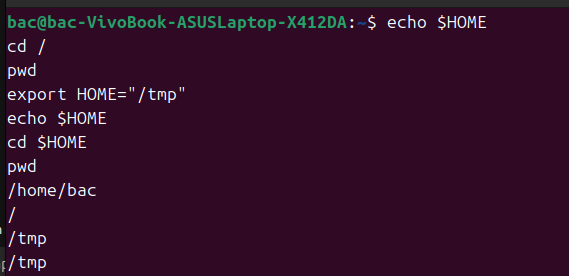 bac@bac-VivoBook-ASUSLaptop-X412DA:~$ echo $HOME
cd /
pwd
export HOME="/tmp"
echo $HOME
cd $HOME
pwd
/home/bac
/
/tmp
/tmp